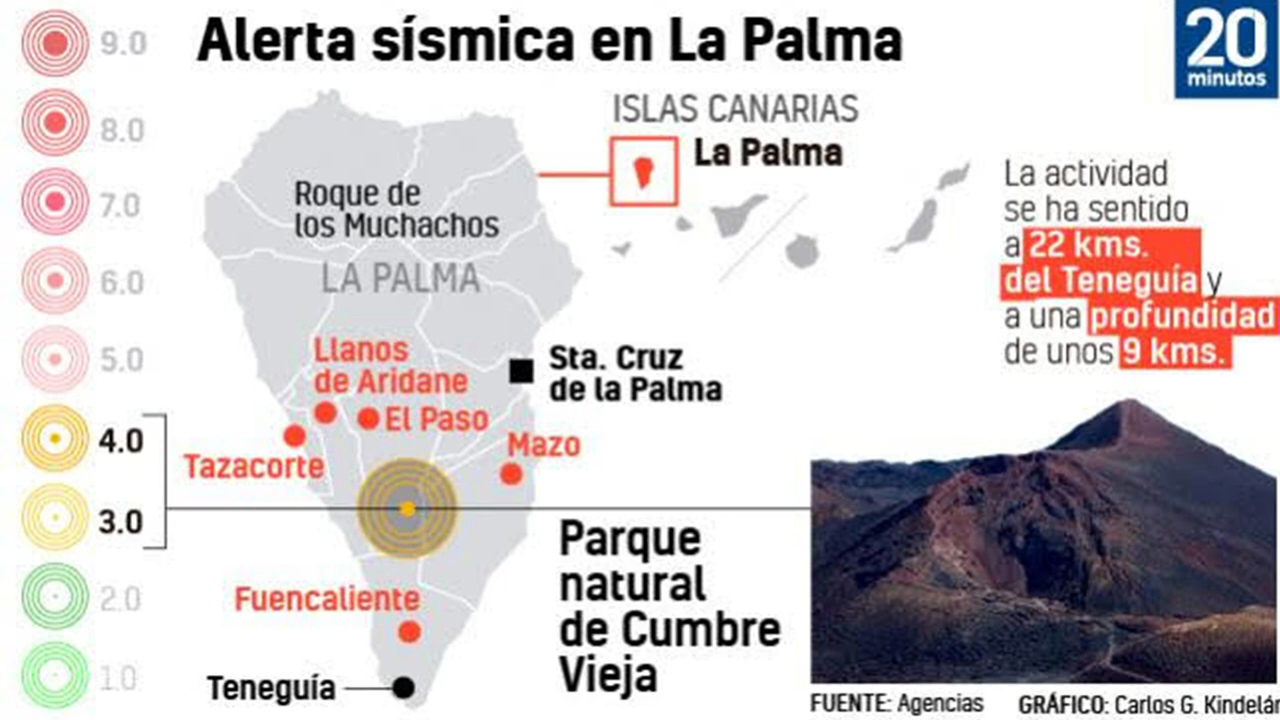 Alerta sísmica en La Palma
20
minutos
9.0
8.0
7.0
6.0
5.0
4.0
3.0
2.0
1.0
ISLAS CANARIAS
La Palma
Roque de
los Muchachos
LA PALMA
Llanos
de Aridane
El Paso
Tazacorte
Sta. Cruz
de la Palma
Mazo
Fuencaliente
Teneguía
Parque
natural
de Cumbre
Vieja
La actividad
se ha sentido
a 22 kms.
del Teneguía y
a una profundidad
de unos 9 kms.
FUENTE: Agencias
GRÁFICO: Carlos G. Kindelán